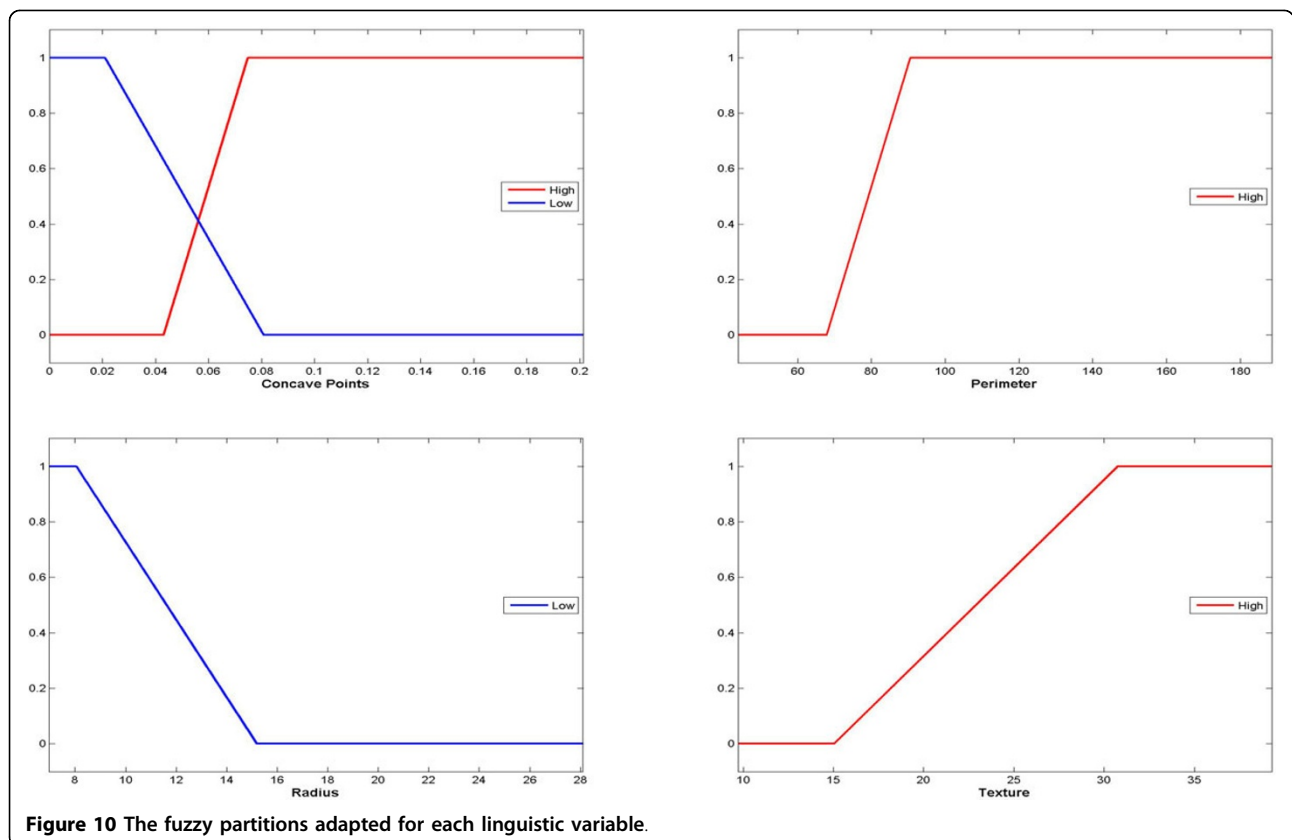 1
0.8
0.6
0.4
0.2
0
High
Low
0 0.02 0.04 0.06 0.08 0.1 0.12 0.14 0.16 0.18 0.2
Concave Points
1
0.8
0.6
0.4
0.2
0
High
60 80 100 120 140 160 180
Perimeter
1
0.8
0.6
0.4
0.2
0
Low
8 10 12 14 16 18 20 22 24 26 28
Radius
1
0.8
0.6
0.4
0.2
0
High
10 15 20 25 30 35
Texture
Figure 10 The fuzzy partitions adapted for each linguistic variable.